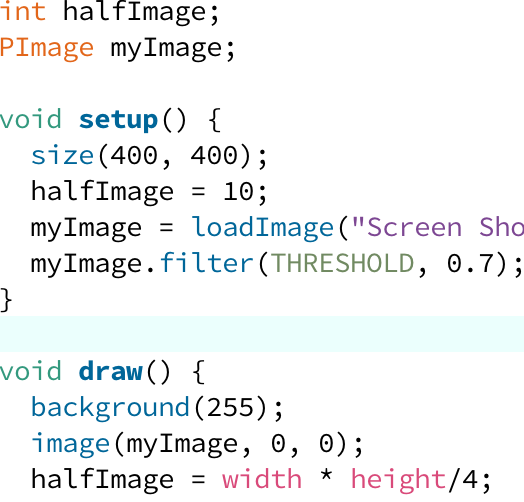 int halfImage;
PImage myImage;
void setup() {
size(400, 400);
halfImage = 10;
myImage = loadImage("Screen Sho
myImage.filter(THRESHOLD, 0.7);
}
void draw() {
background(255);
image(myImage, 0, 0);
halfImage = width * height/4;